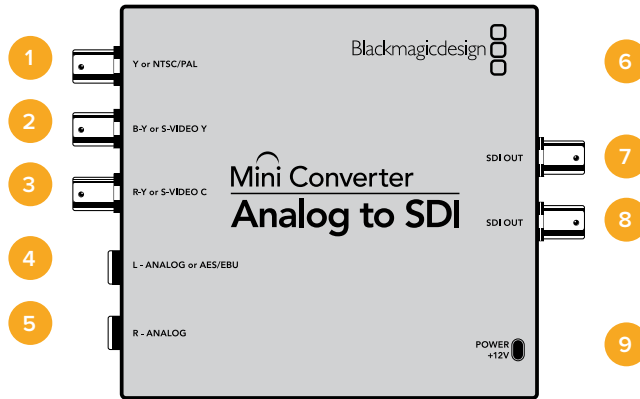 1
Y or NTSC/PAL
Blackmagicdesign
6
2
B-Y or S-VIDEO Y
SDI OUT
7
3
R-Y or S-VIDEO C
Mini Converter
Analog to SDI
SDI OUT
8
4
L - ANALOG or AES/EBU
5
R - ANALOG
POWER
+12V
9